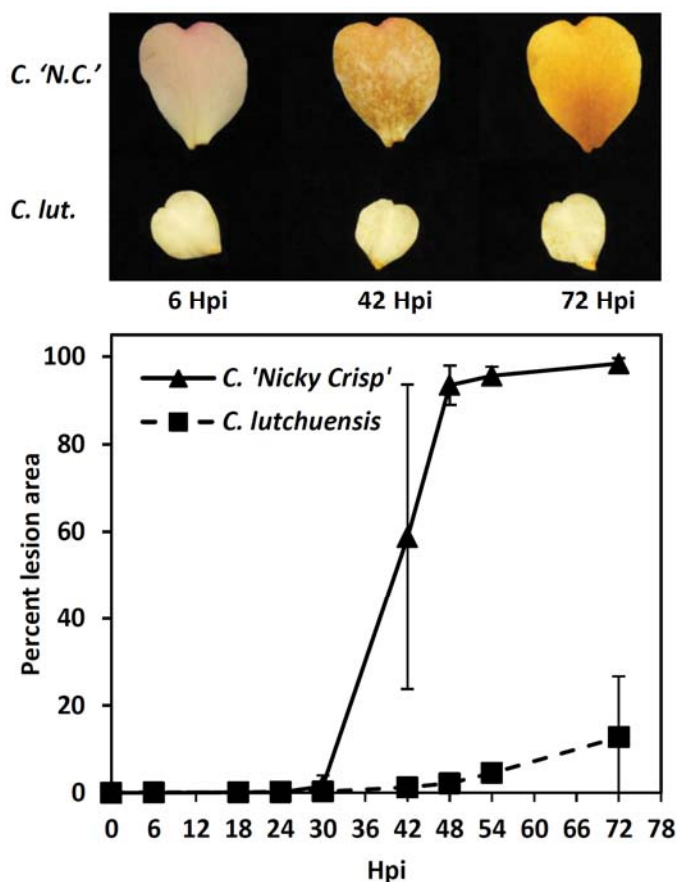 C. ‘N.C.’
C. lut.
6 Hpi 42 Hpi 72 Hpi
100
C. 'Nicky Crisp'
C. lutchuensis
80
60
40
20
0
Percent lesion area
0 6 12 18 24 30 36 42 48 54 60 66 72 78
Hpi